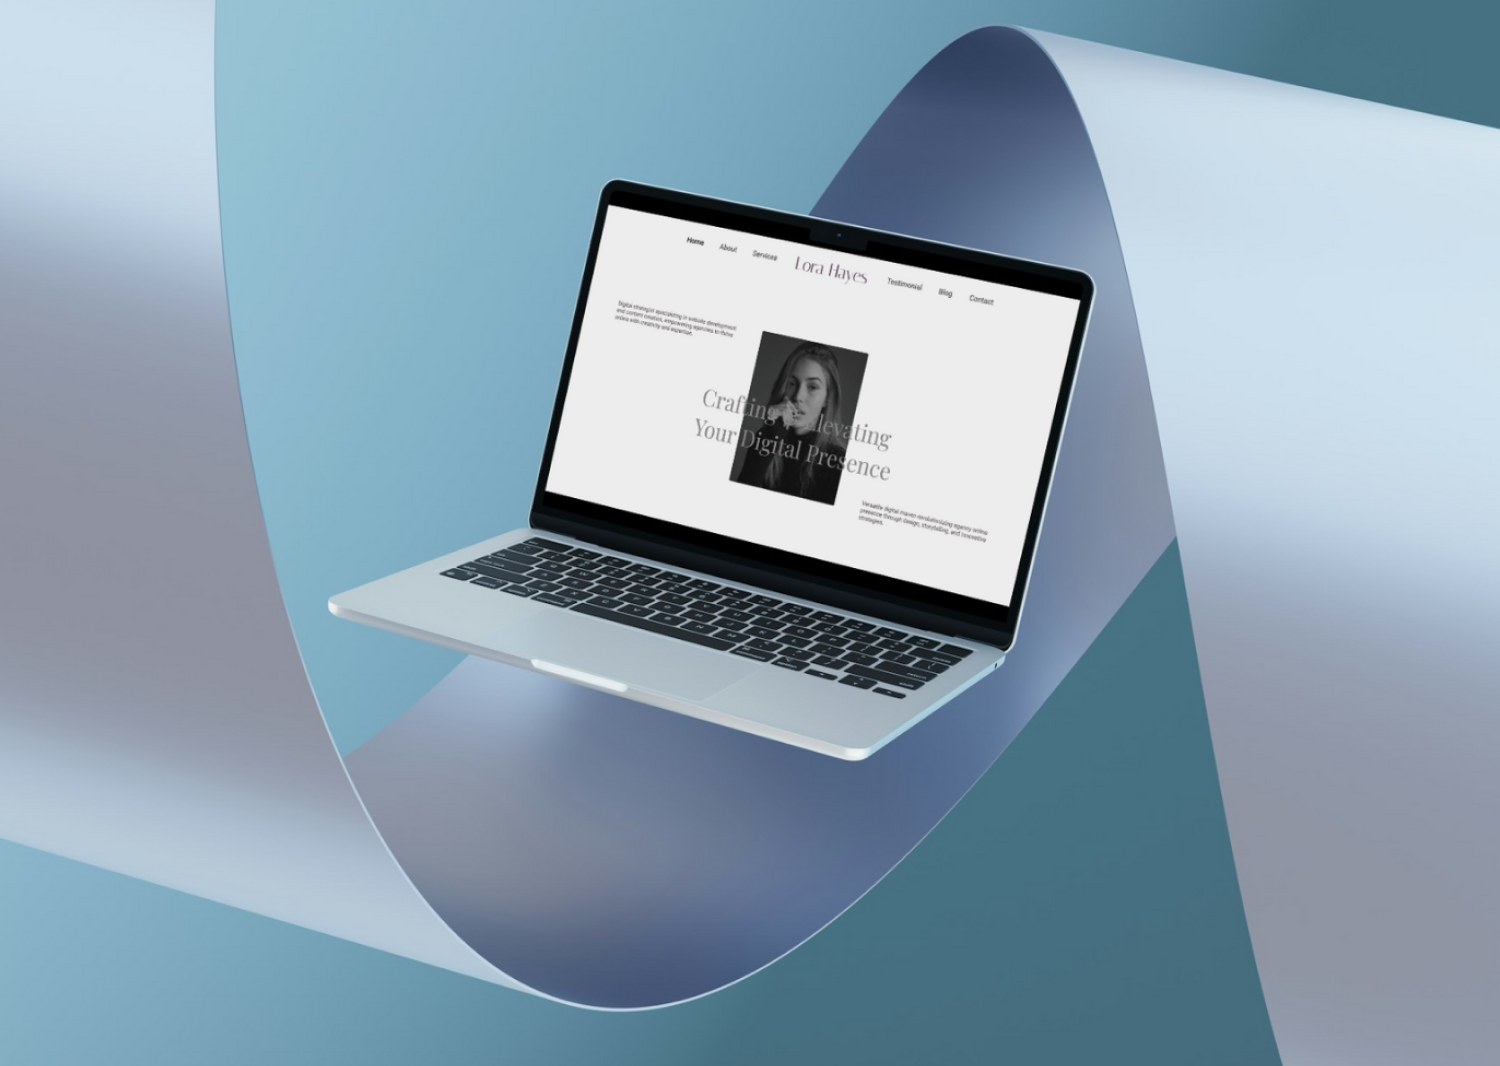 Home About Services Lora Hayes Testimonial Blog Contact
Digital strategist specializing in website development
and content creation, empowering agencies to thrive
online with creativity and expertise.
Crafting Elevating
Your Digital Presence
Versatile digital maven revolutionizing agency online
presence through design, storytelling, and innovative
strategies.